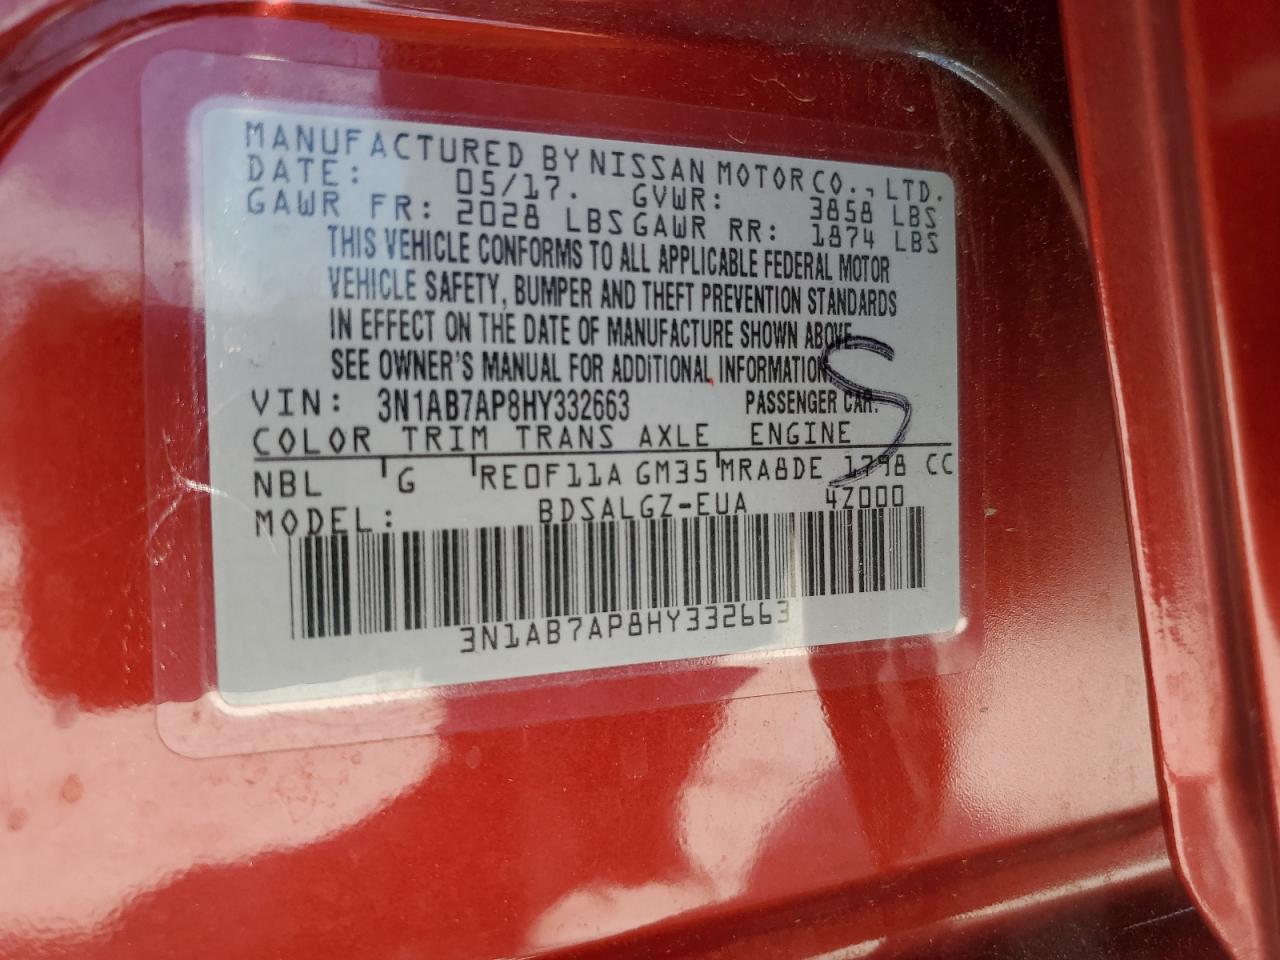 MANUFACTURED BY NISSAN MOTOR CO., LTD.
DATE: 05/17. GVWR: 3858 LBS
GAWR FR: 2028 LBS GAWR RR: 1874 LBS
THIS VEHICLE CONFORMS TO ALL APPLICABLE FEDERAL MOTOR
VEHICLE SAFETY, BUMPER AND THEFT PREVENTION STANDARDS
IN EFFECT ON THE DATE OF MANUFACTURE SHOWN ABOVE
SEE OWNER'S MANUAL FOR ADDITIONAL INFORMATION
VIN: 3N1AB7AP8HY332663 PASSENGER CAR.
COLOR TRIM TRANS AXLE ENGINE
NBL G RE0F11A GM35 MRA8DE 1798 CC
MODEL: BDSALGZ-EUA 4Z000
3N1AB7AP8HY332663